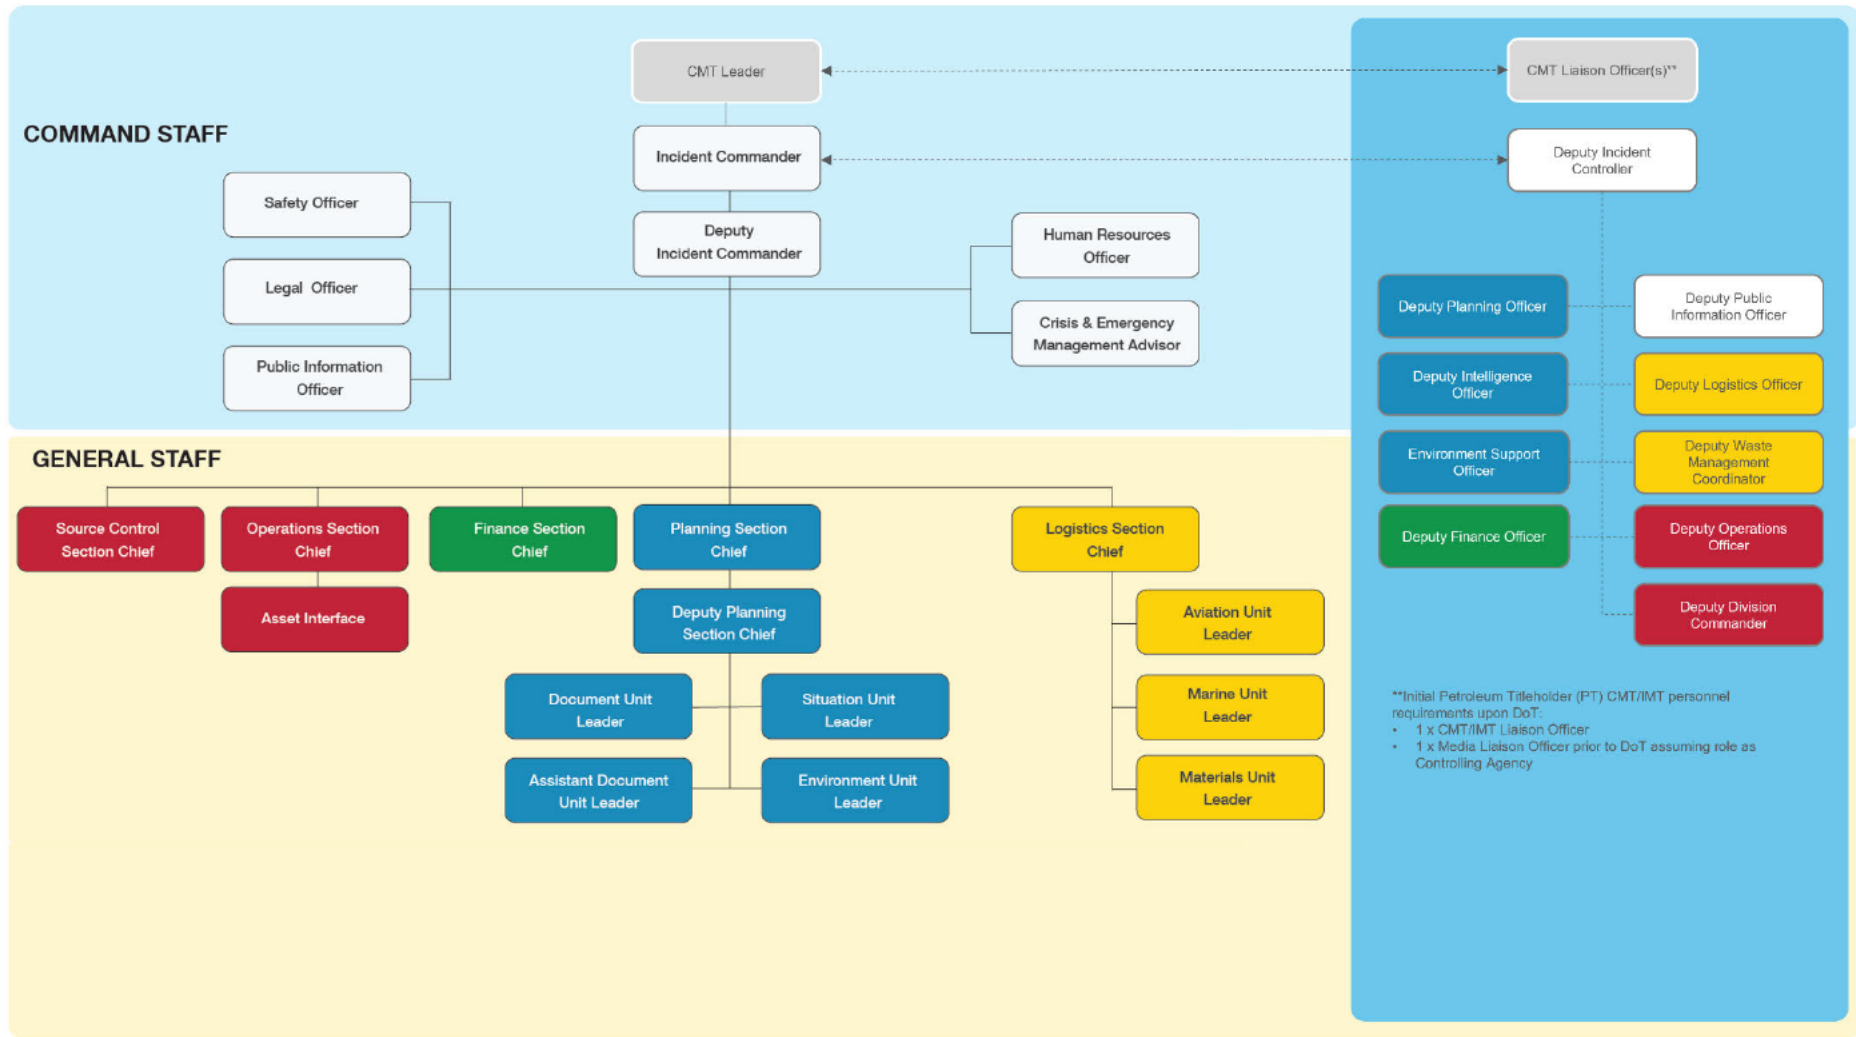 CMT Leader
CMT Liaison Officer(s)**
COMMAND STAFF
Incident Commander
Deputy Incident
Controller
Safety Officer
Deputy
Incident Commander
Human Resources
Officer
Legal Officer
Crisis & Emergency
Management Advisor
Public Information
Officer
Deputy Planning Officer
Deputy Public
Information Officer
Deputy Intelligence
Officer
Deputy Logistics Officer
Environment Support
Officer
Deputy Waste
Management
Coordinator
Deputy Finance Officer
Deputy Operations
Officer
Deputy Division
Commander
GENERAL STAFF
Source Control
Section Chief
Operations Section
Chief
Finance Section
Chief
Planning Section
Chief
Logistics Section
Chief
Asset Interface
Deputy Planning
Section Chief
Aviation Unit
Leader
Document Unit
Leader
Situation Unit
Leader
Marine Unit
Leader
Assistant Document
Unit Leader
Environment Unit
Leader
Materials Unit
Leader
**Initial Petroleum Titleholder (PT) CMT/IMT personnel
requirements upon DoT:
• 1 x CMT/IMT Liaison Officer
• 1 x Media Liaison Officer prior to DoT assuming role as
Controlling Agency